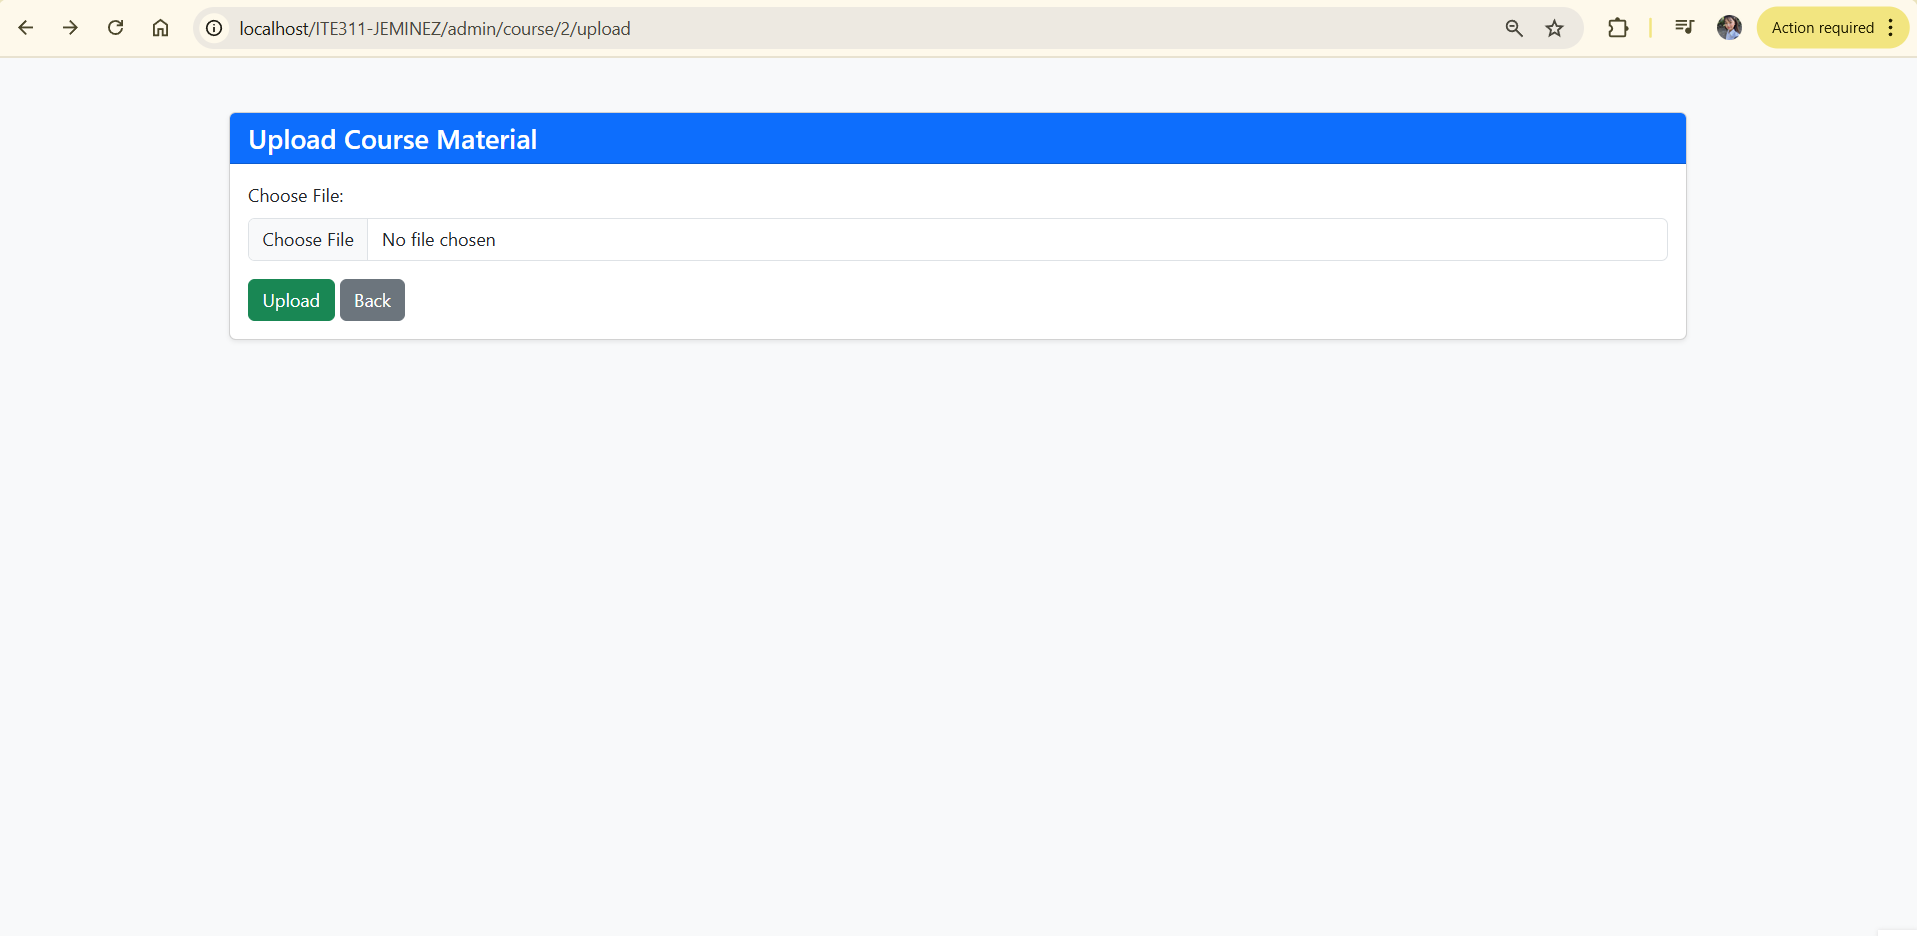 localhost/ITE311-JEMINEZ/admin/course/2/upload
Action required
Upload Course Material
Choose File:
Choose File No file chosen
Upload Back